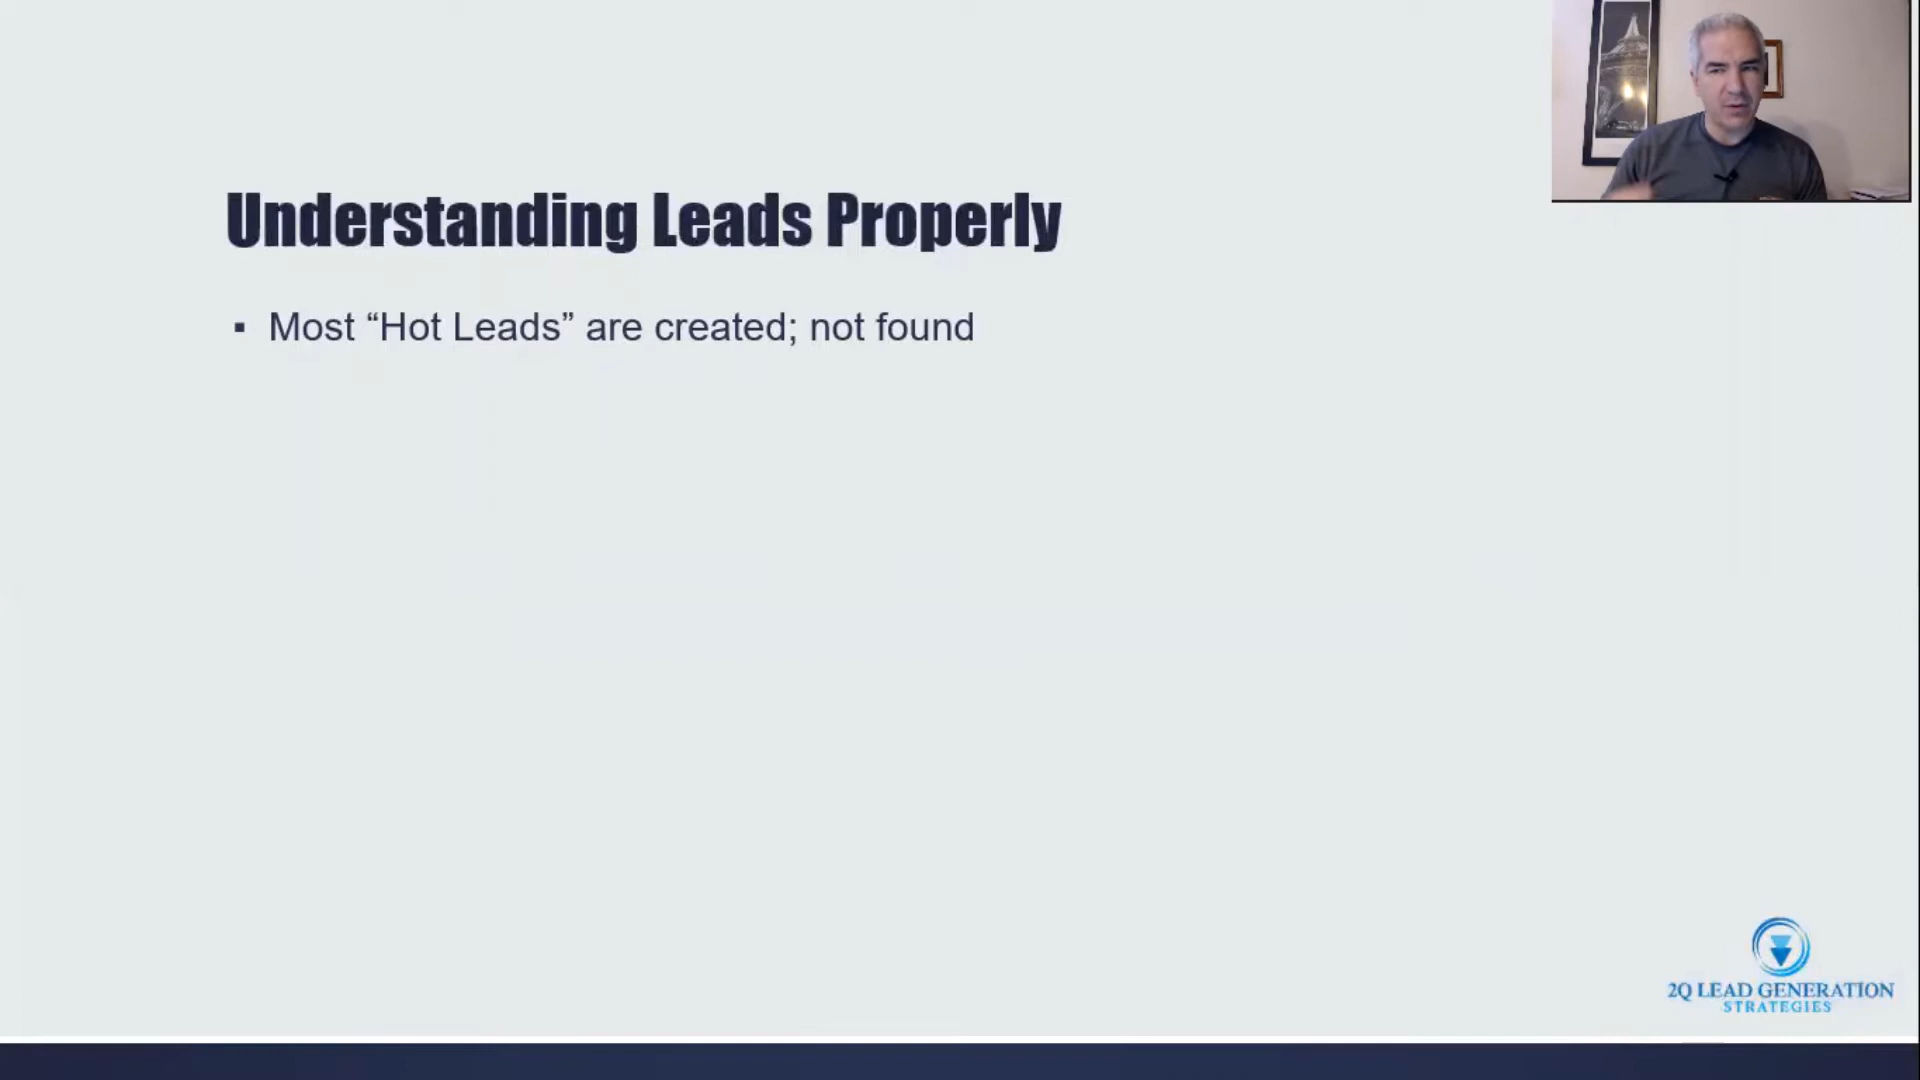 Understanding Leads Properly
▪ Most “Hot Leads” are created; not found
2Q LEAD GENERATION
STRATEGIES